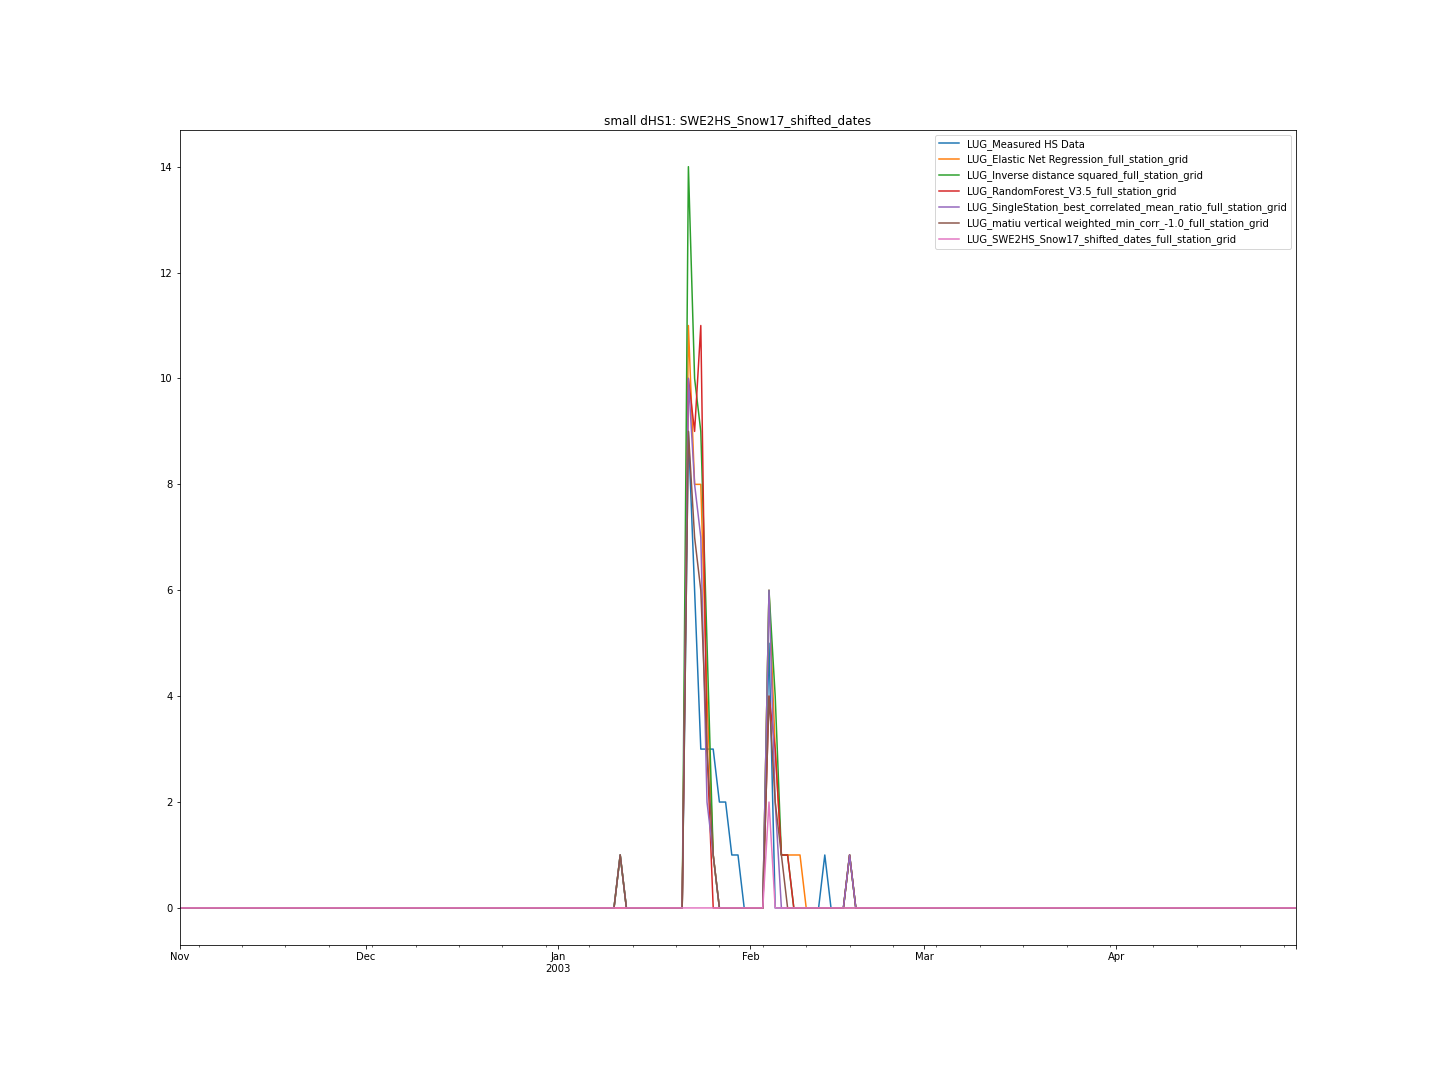 small dHS1: SWE2HS_Snow17_shifted_dates
LUG_Measured HS Data
LUG_Elastic Net Regression_full_station_grid
LUG_Inverse distance squared_full_station_grid
LUG_RandomForest_V3.5_full_station_grid
LUG_SingleStation_best_correlated_mean_ratio_full_station_grid
LUG_matiu vertical weighted_min_corr_-1.0_full_station_grid
LUG_SWE2HS_Snow17_shifted_dates_full_station_grid
14
12
10
8
6
4
2
0
Nov Dec Jan Feb Mar Apr
2003